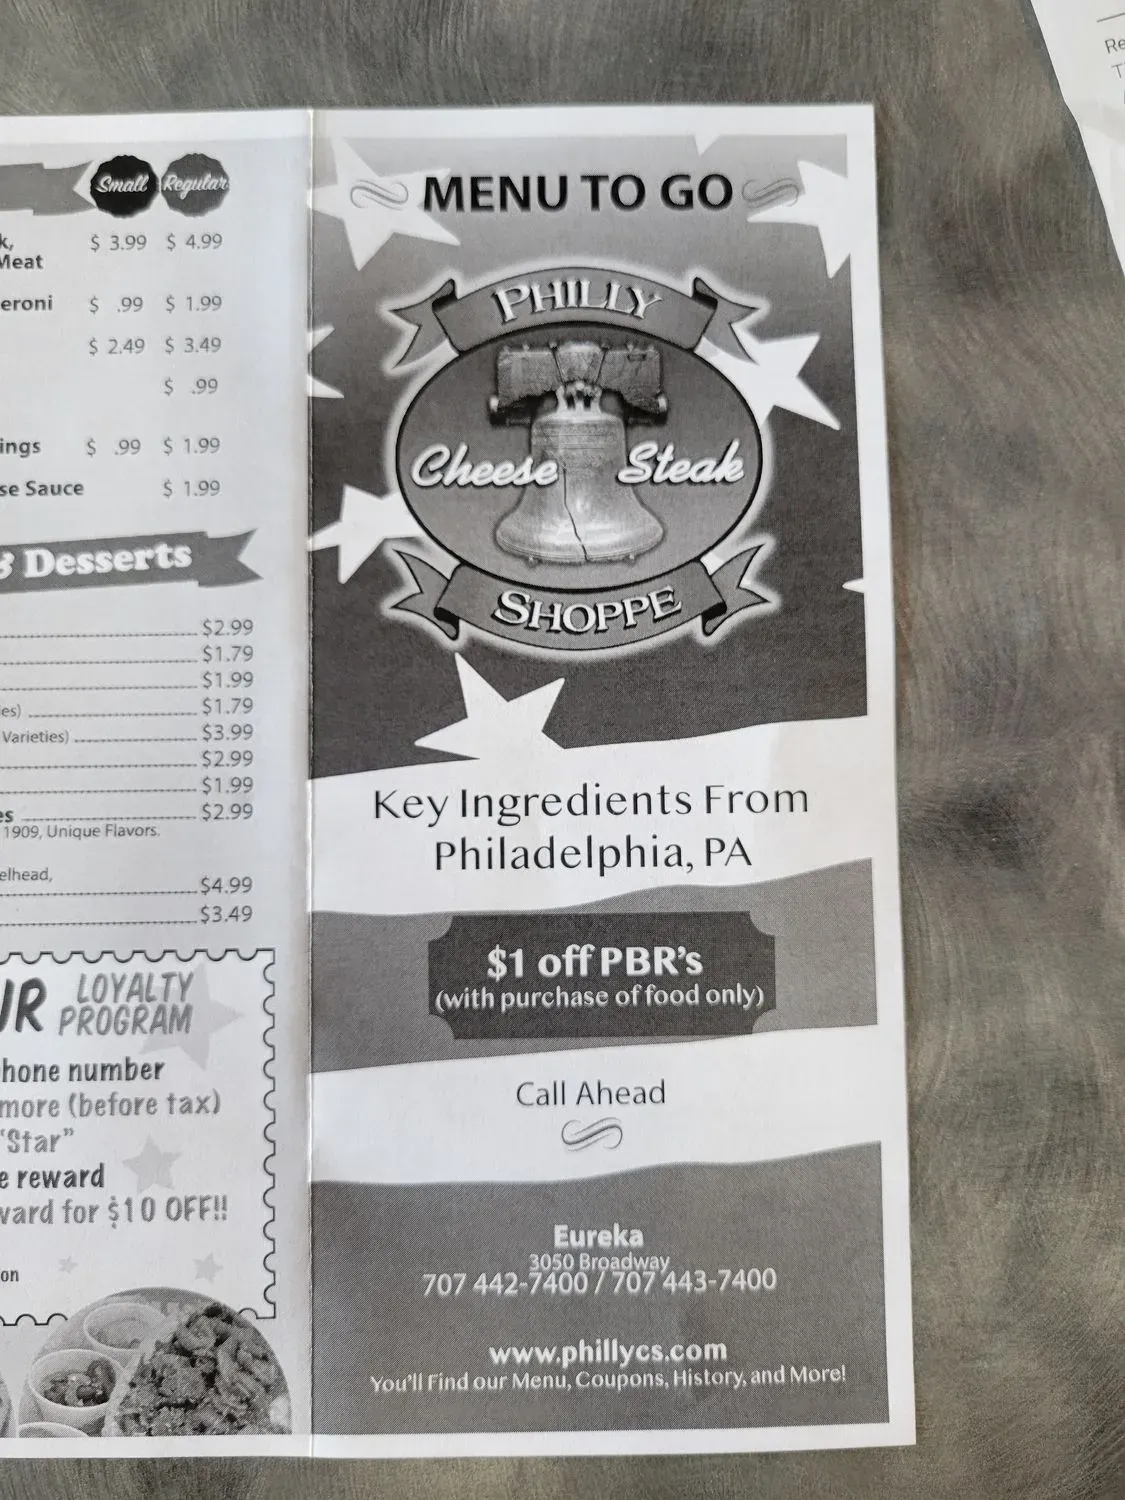 Small Regular
$ 3.99 $ 4.99
Meat
eroni $ .99 $ 1.99
$ 2.49 $ 3.49
$ .99
ings $ .99 $ 1.99
se Sauce $ 1.99
& Desserts
$2.99
$1.79
$1.99
es) $1.79
Varieties) $3.99
$2.99
$1.99
es $2.99
1909, Unique Flavors.
elhead,
$4.99
$3.49
UR LOYALTY
PROGRAM
hone number
more (before tax)
"Star"
e reward
ward for $10 OFF!!
on
MENU TO GO
PHILLY
Cheese Steak
SHOPPE
Key Ingredients From
Philadelphia, PA
$1 off PBR's
(with purchase of food only)
Call Ahead
Eureka
3050 Broadway
707 442-7400 / 707 443-7400
www.phillycs.com
You'll Find our Menu, Coupons, History, and More!
Re
T